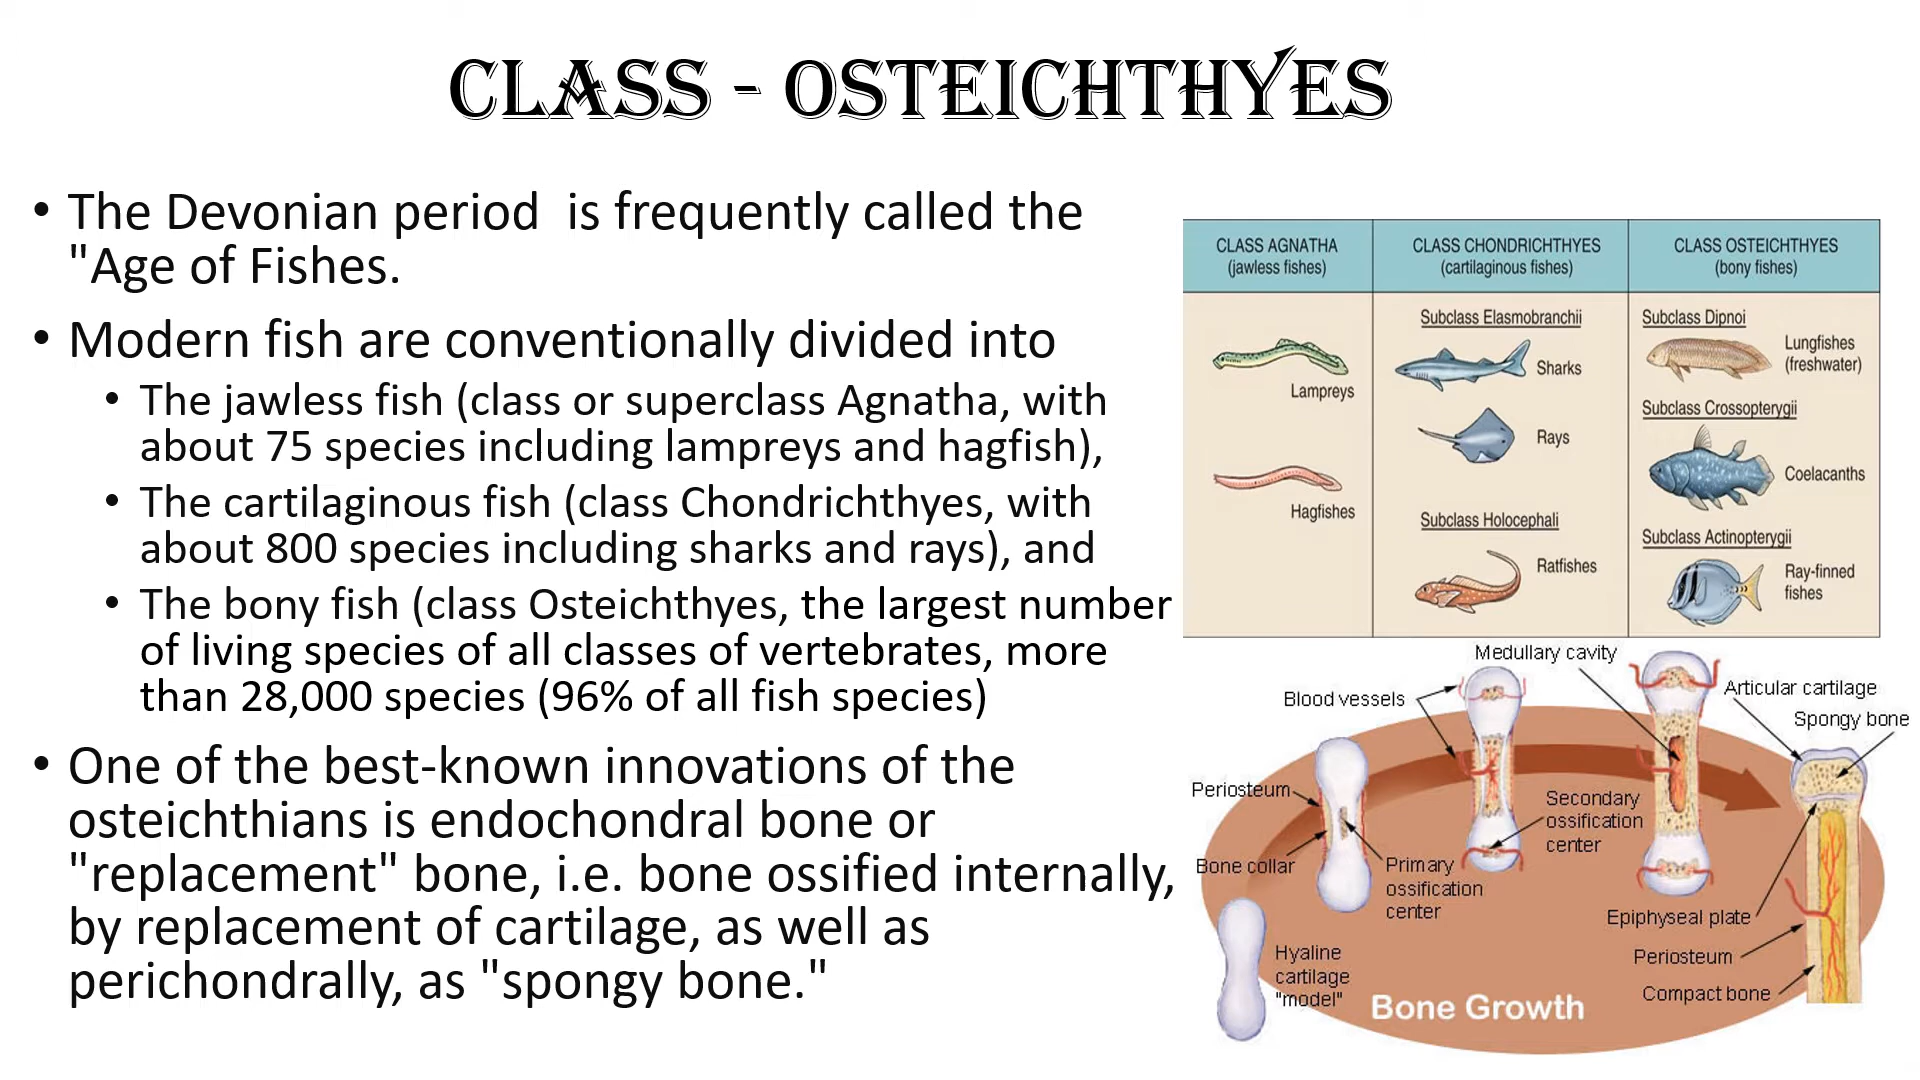 CLASS - OSTEICHTHYES
• The Devonian period  is frequently called the
"Age of Fishes.
• Modern fish are conventionally divided into
• The jawless fish (class or superclass Agnatha, with
about 75 species including lampreys and hagfish),
• The cartilaginous fish (class Chondrichthyes, with
about 800 species including sharks and rays), and
• The bony fish (class Osteichthyes, the largest number
of living species of all classes of vertebrates, more
than 28,000 species (96% of all fish species)
• One of the best-known innovations of the
osteichthians is endochondral bone or
"replacement" bone, i.e. bone ossified internally,
by replacement of cartilage, as well as
perichondrally, as "spongy bone."
CLASS AGNATHA
(jawless fishes)
Lampreys
Hagfishes
CLASS CHONDRICHTHYES
(cartilaginous fishes)
Subclass Elasmobranchii
Sharks
Rays
Subclass Holocephali
Ratfishes
CLASS OSTEICHTHYES
(bony fishes)
Subclass Dipnoi
Lungfishes
(freshwater)
Subclass Crossopterygii
Coelacanths
Subclass Actinopterygii
Ray-finned
fishes
Medullary cavity
Blood vessels
Articular cartilage
Spongy bone
Periosteum
Secondary
ossification
center
Bone collar
Primary
ossification
center
Epiphyseal plate
Hyaline
cartilage
"model"
Periosteum
Compact bone
Bone Growth